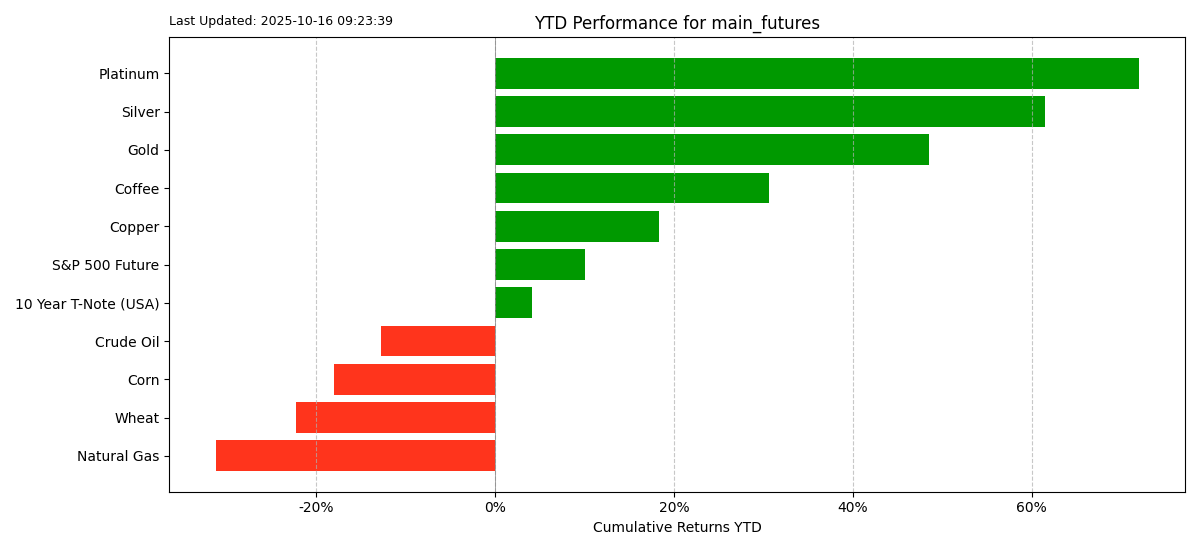 Last Updated: 2025-10-16 09:23:39
YTD Performance for main_futures
Platinum
Silver
Gold
Coffee
Copper
S&P 500 Future
10 Year T-Note (USA)
Crude Oil
Corn
Wheat
Natural Gas
-20% 0% 20% 40% 60%
Cumulative Returns YTD